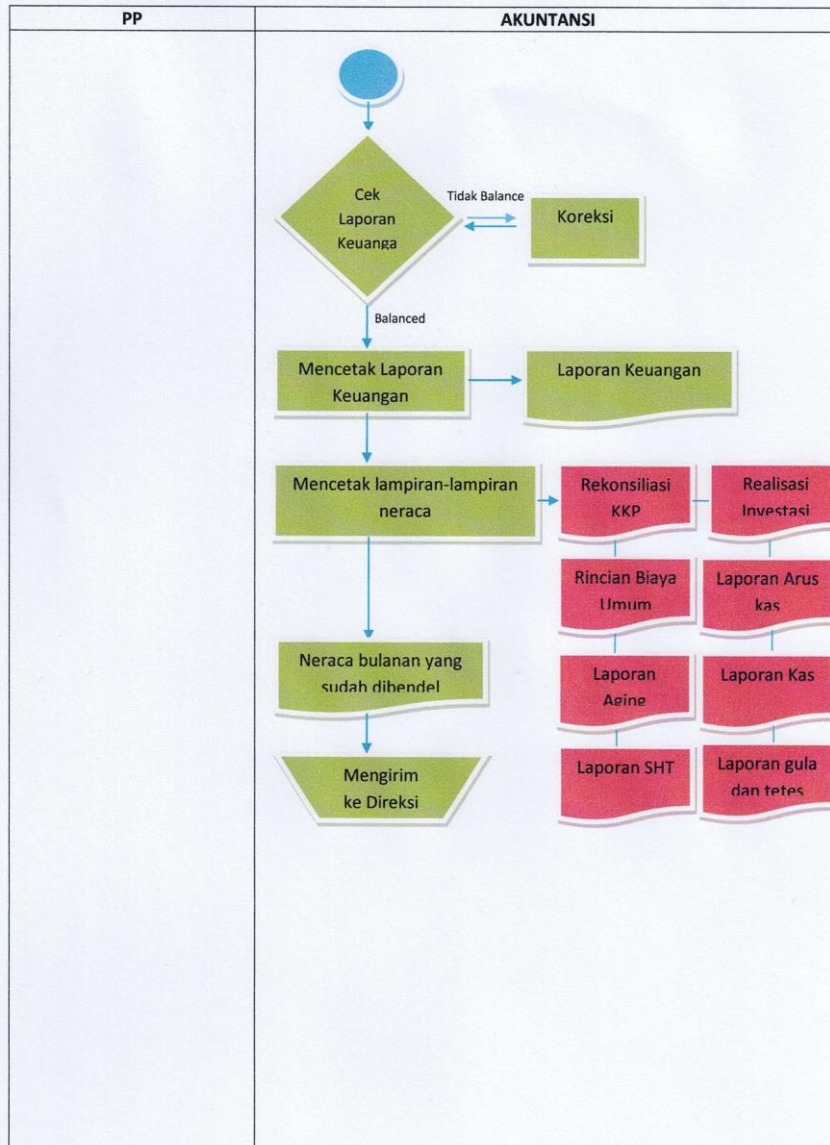 PP
AKUNTANSI
Cek
Laporan
Keuanga
Tidak Balance
Koreksi
Balanced
Mencetak Laporan
Keuangan
Laporan Keuangan
Mencetak lampiran-lampiran
neraca
Rekonsiliasi
KKP
Realisasi
Investasi
Rincian Biaya
Umum
Laporan Arus
kas
Neraca bulanan yang
sudah dibendel
Laporan
Aging
Laporan Kas
Mengirim
ke Direksi
Laporan SHT
Laporan gula
dan tetes